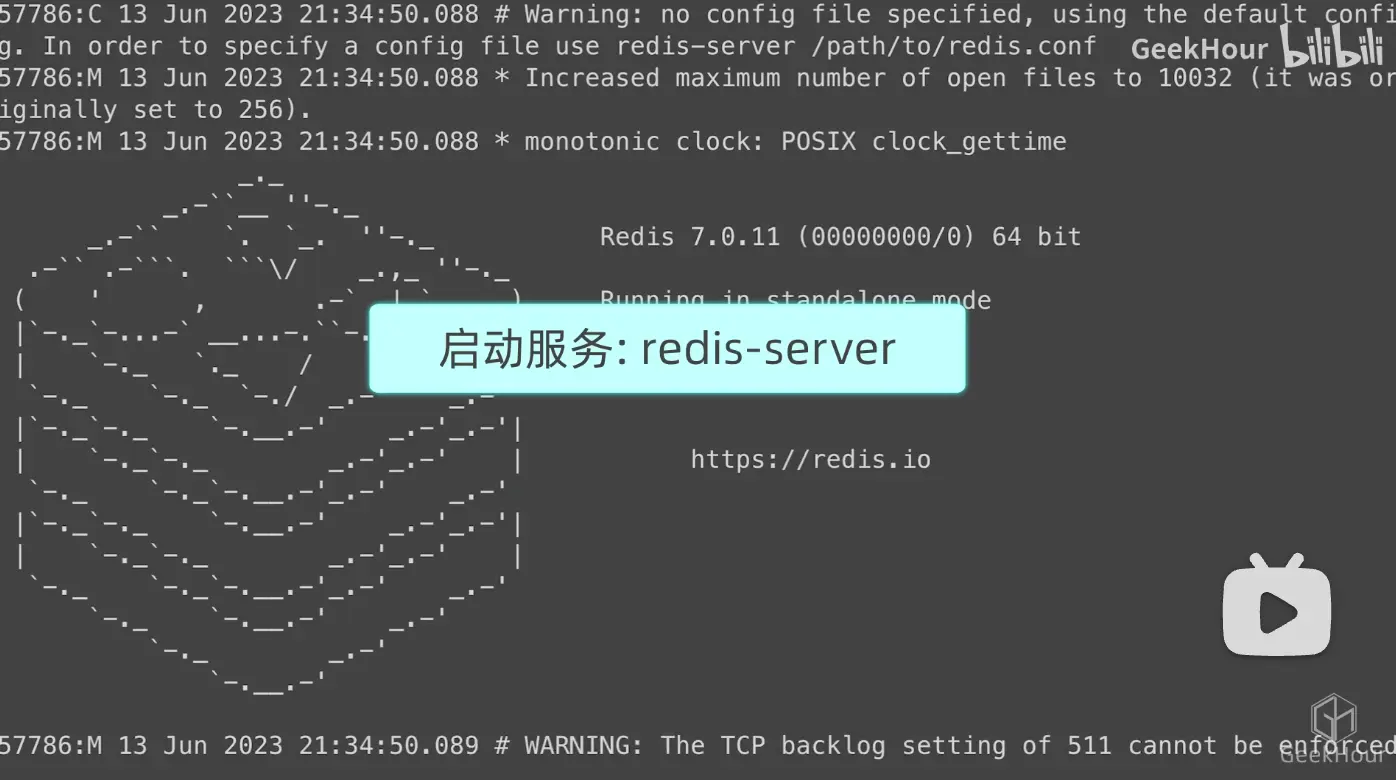 57786:C 13 Jun 2023 21:34:50.088 # Warning: no config file specified, using the default confi
g. In order to specify a config file use redis-server /path/to/redis.conf
GeekHour bilibili
57786:M 13 Jun 2023 21:34:50.088 * Increased maximum number of open files to 10032 (it was or
iginally set to 256).
57786:M 13 Jun 2023 21:34:50.088 * monotonic clock: POSIX clock_gettime
Redis 7.0.11 (00000000/0) 64 bit
Running in standalone mode
启动服务: redis-server
https://redis.io
57786:M 13 Jun 2023 21:34:50.089 # WARNING: The TCP backlog setting of 511 cannot be enforced
GeekHour